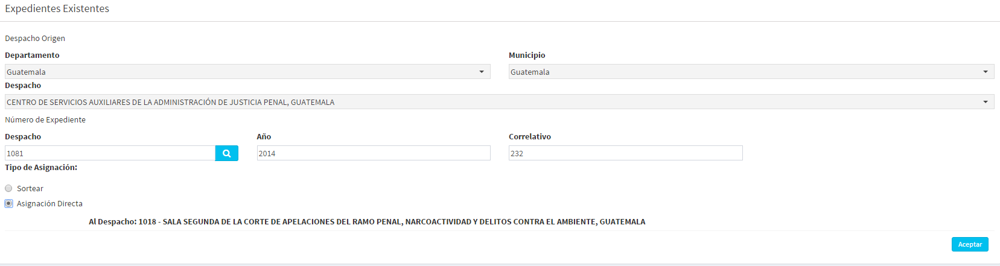 Expedientes Existentes
Despacho Origen
Departamento Municipio
Guatemala Guatemala
Despacho
CENTRO DE SERVICIOS AUXILIARES DE LA ADMINISTRACIÓN DE JUSTICIA PENAL, GUATEMALA
Número de Expediente
Despacho Año Correlativo
1081 2014 232
Tipo de Asignación:
Sortear
Asignación Directa
Al Despacho: 1018 - SALA SEGUNDA DE LA CORTE DE APELACIONES DEL RAMO PENAL, NARCOACTIVIDAD Y DELITOS CONTRA EL AMBIENTE, GUATEMALA
Aceptar